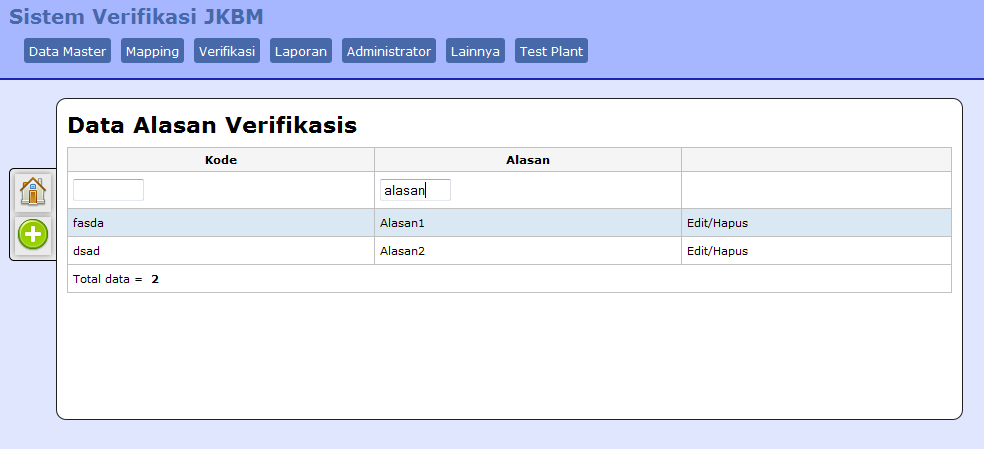 Sistem Verifikasi JKBM
Data Master Mapping Verifikasi Laporan Administrator Lainnya Test Plant
Data Alasan Verifikasis
Kode Alasan
alasan
fasda Alasan1 Edit/Hapus
dsad Alasan2 Edit/Hapus
Total data = 2